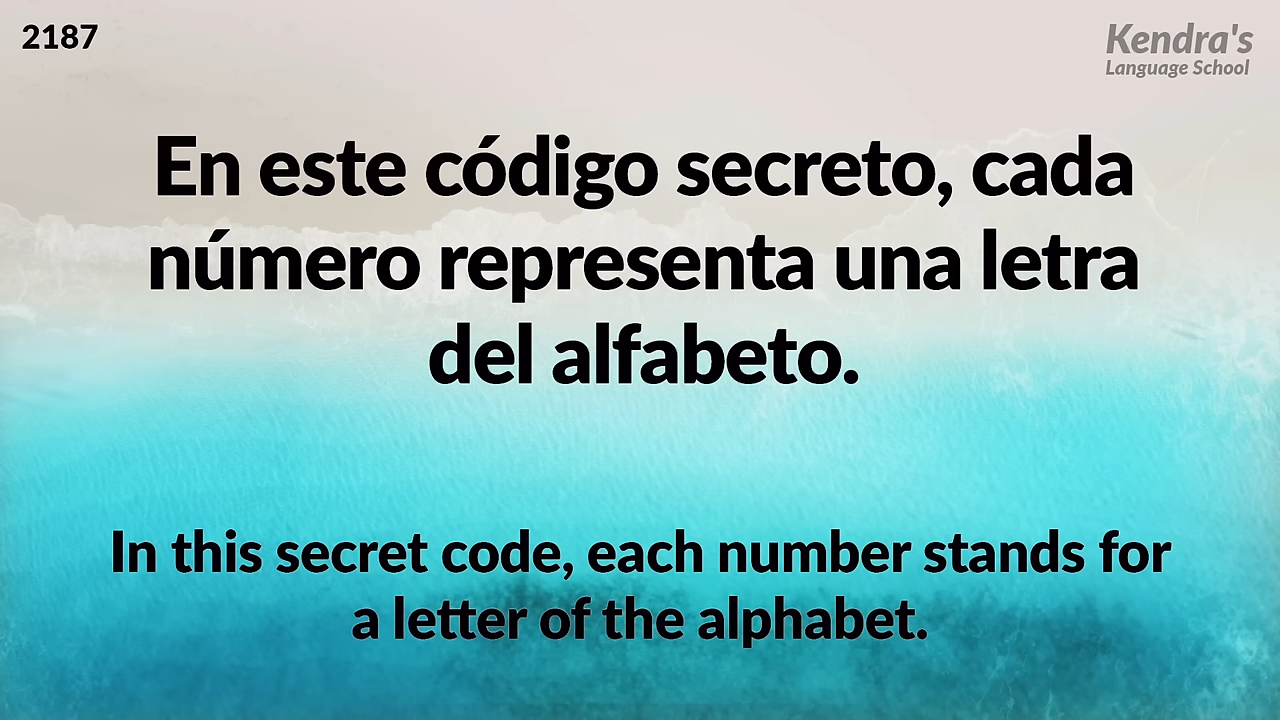 2187
Kendra's
Language School
En este código secreto, cada
número representa una letra
del alfabeto.
In this secret code, each number stands for
a letter of the alphabet.